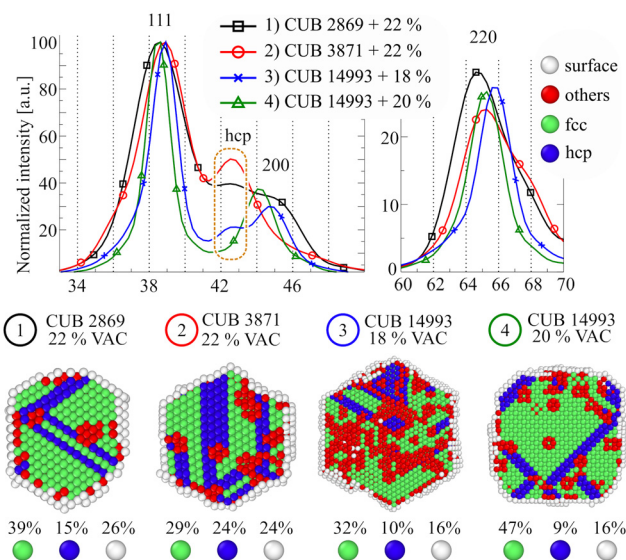 111
1) CUB 2869 + 22 %
2) CUB 3871 + 22 %
3) CUB 14993 + 18 %
4) CUB 14993 + 20 %
hcp
200
220
surface
others
fcc
hcp
Normalized intensity [a.u.]
100
80
60
40
20
34 38 42 46
20
10
0
60 62 64 66 68 70
1 CUB 2869
22 % VAC
2 CUB 3871
22 % VAC
3 CUB 14993
18 % VAC
4 CUB 14993
20 % VAC
39% 15% 26%
29% 24% 24%
32% 10% 16%
47% 9% 16%